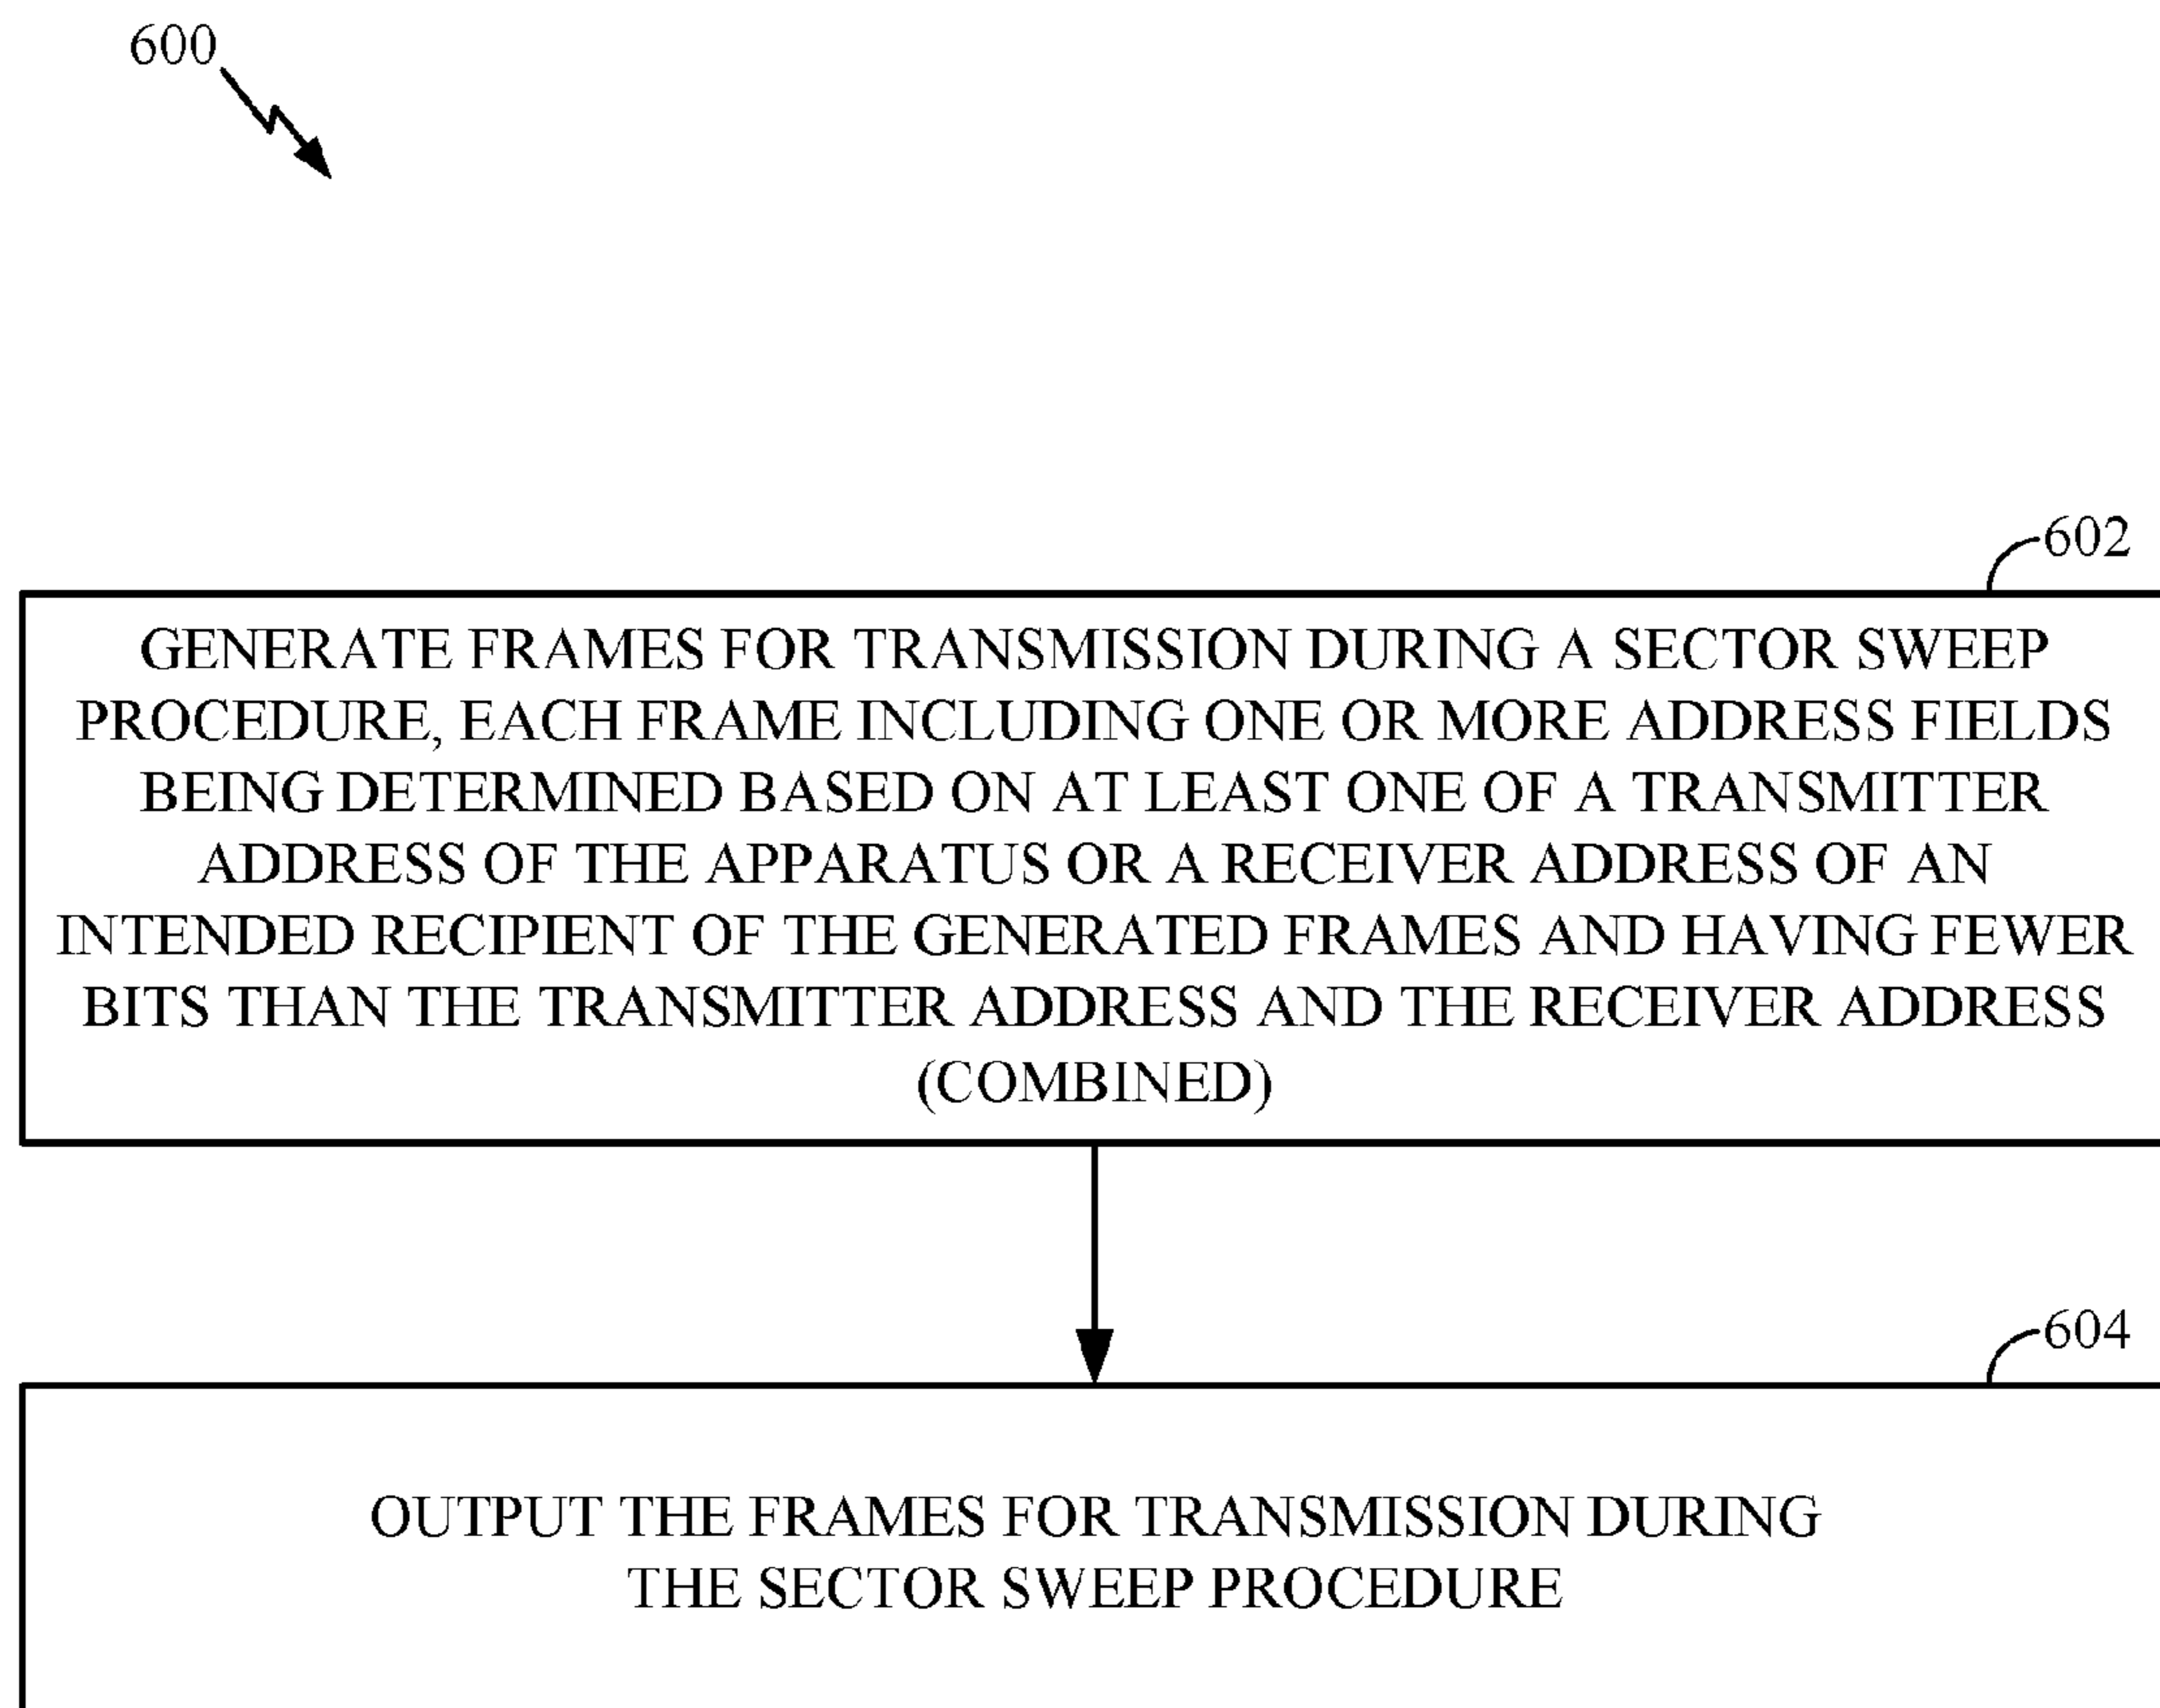 600
602
GENERATE FRAMES FOR TRANSMISSION DURING A SECTOR SWEEP
PROCEDURE, EACH FRAME INCLUDING ONE OR MORE ADDRESS FIELDS
BEING DETERMINED BASED ON AT LEAST ONE OF A TRANSMITTER
ADDRESS OF THE APPARATUS OR A RECEIVER ADDRESS OF AN
INTENDED RECIPIENT OF THE GENERATED FRAMES AND HAVING FEWER
BITS THAN THE TRANSMITTER ADDRESS AND THE RECEIVER ADDRESS
(COMBINED)
604
OUTPUT THE FRAMES FOR TRANSMISSION DURING
THE SECTOR SWEEP PROCEDURE